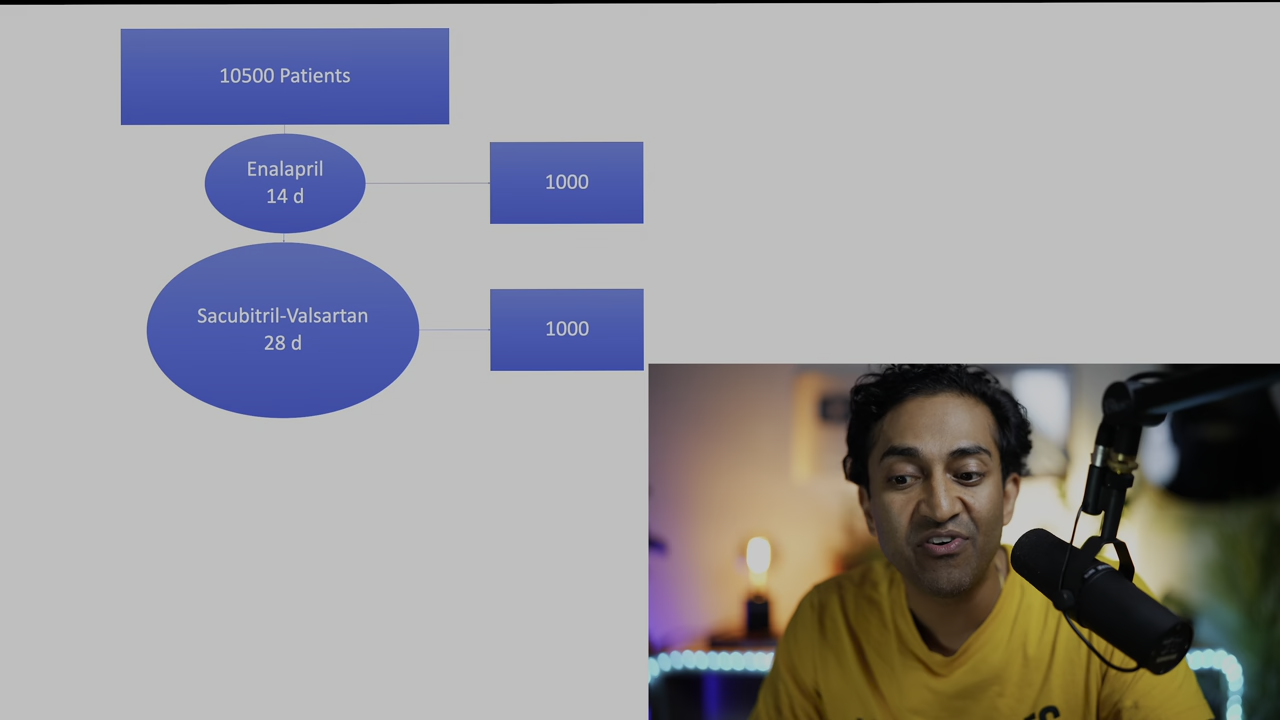 10500 Patients
Enalapril
14 d
1000
Sacubitril-Valsartan
28 d
1000